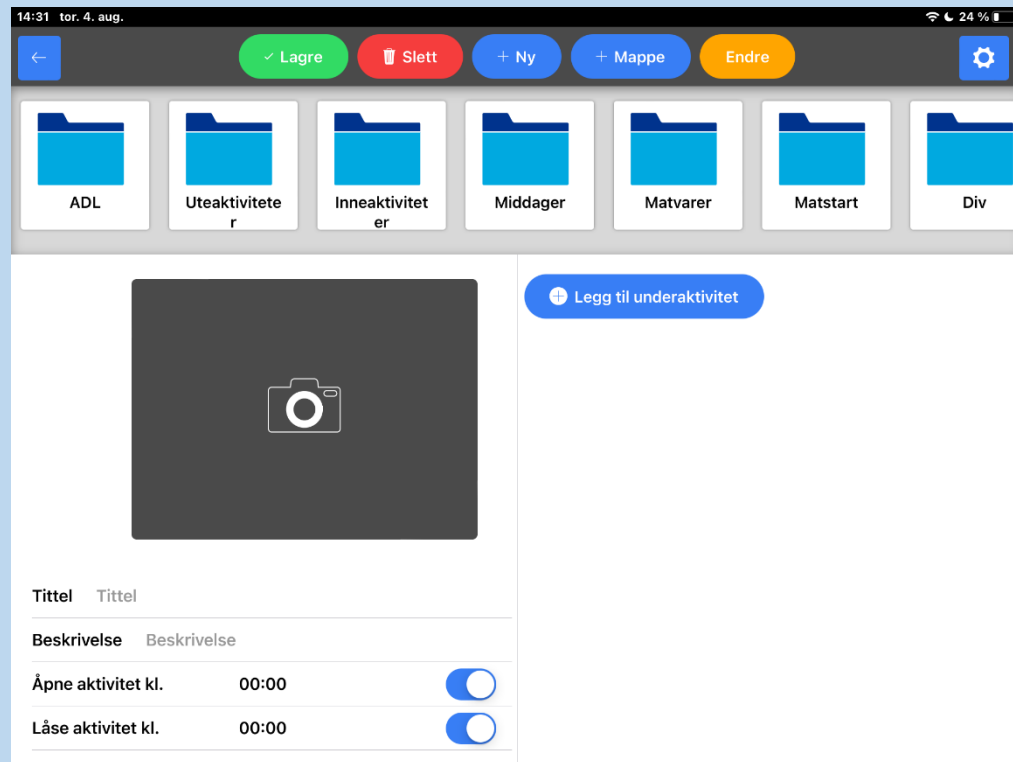 14:31 tor. 4. aug. 24 %
Lagre Slett + Ny + Mappe Endre
ADL Uteaktivitete Inneaktivitet Middager Matvarer Matstart Div
r er
Legg til underaktivitet
Tittel Tittel
Beskrivelse Beskrivelse
Åpne aktivitet kl. 00:00
Låse aktivitet kl. 00:00